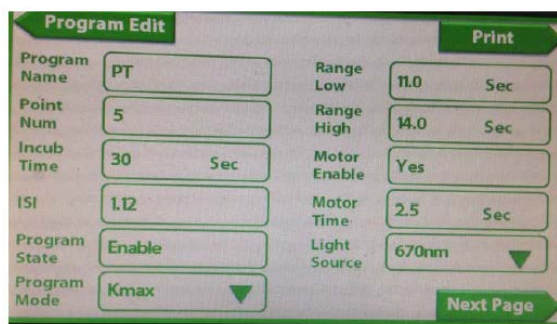 Program Edit
Print
Program
Name
PT
Range
Low
11.0 Sec
Point
Num
5
Range
High
14.0 Sec
Incub
Time
30 Sec
Motor
Enable
Yes
ISI
1.12
Motor
Time
2.5 Sec
Program
State
Enable
Light
Source
670nm
Program
Mode
Kmax
Next Page